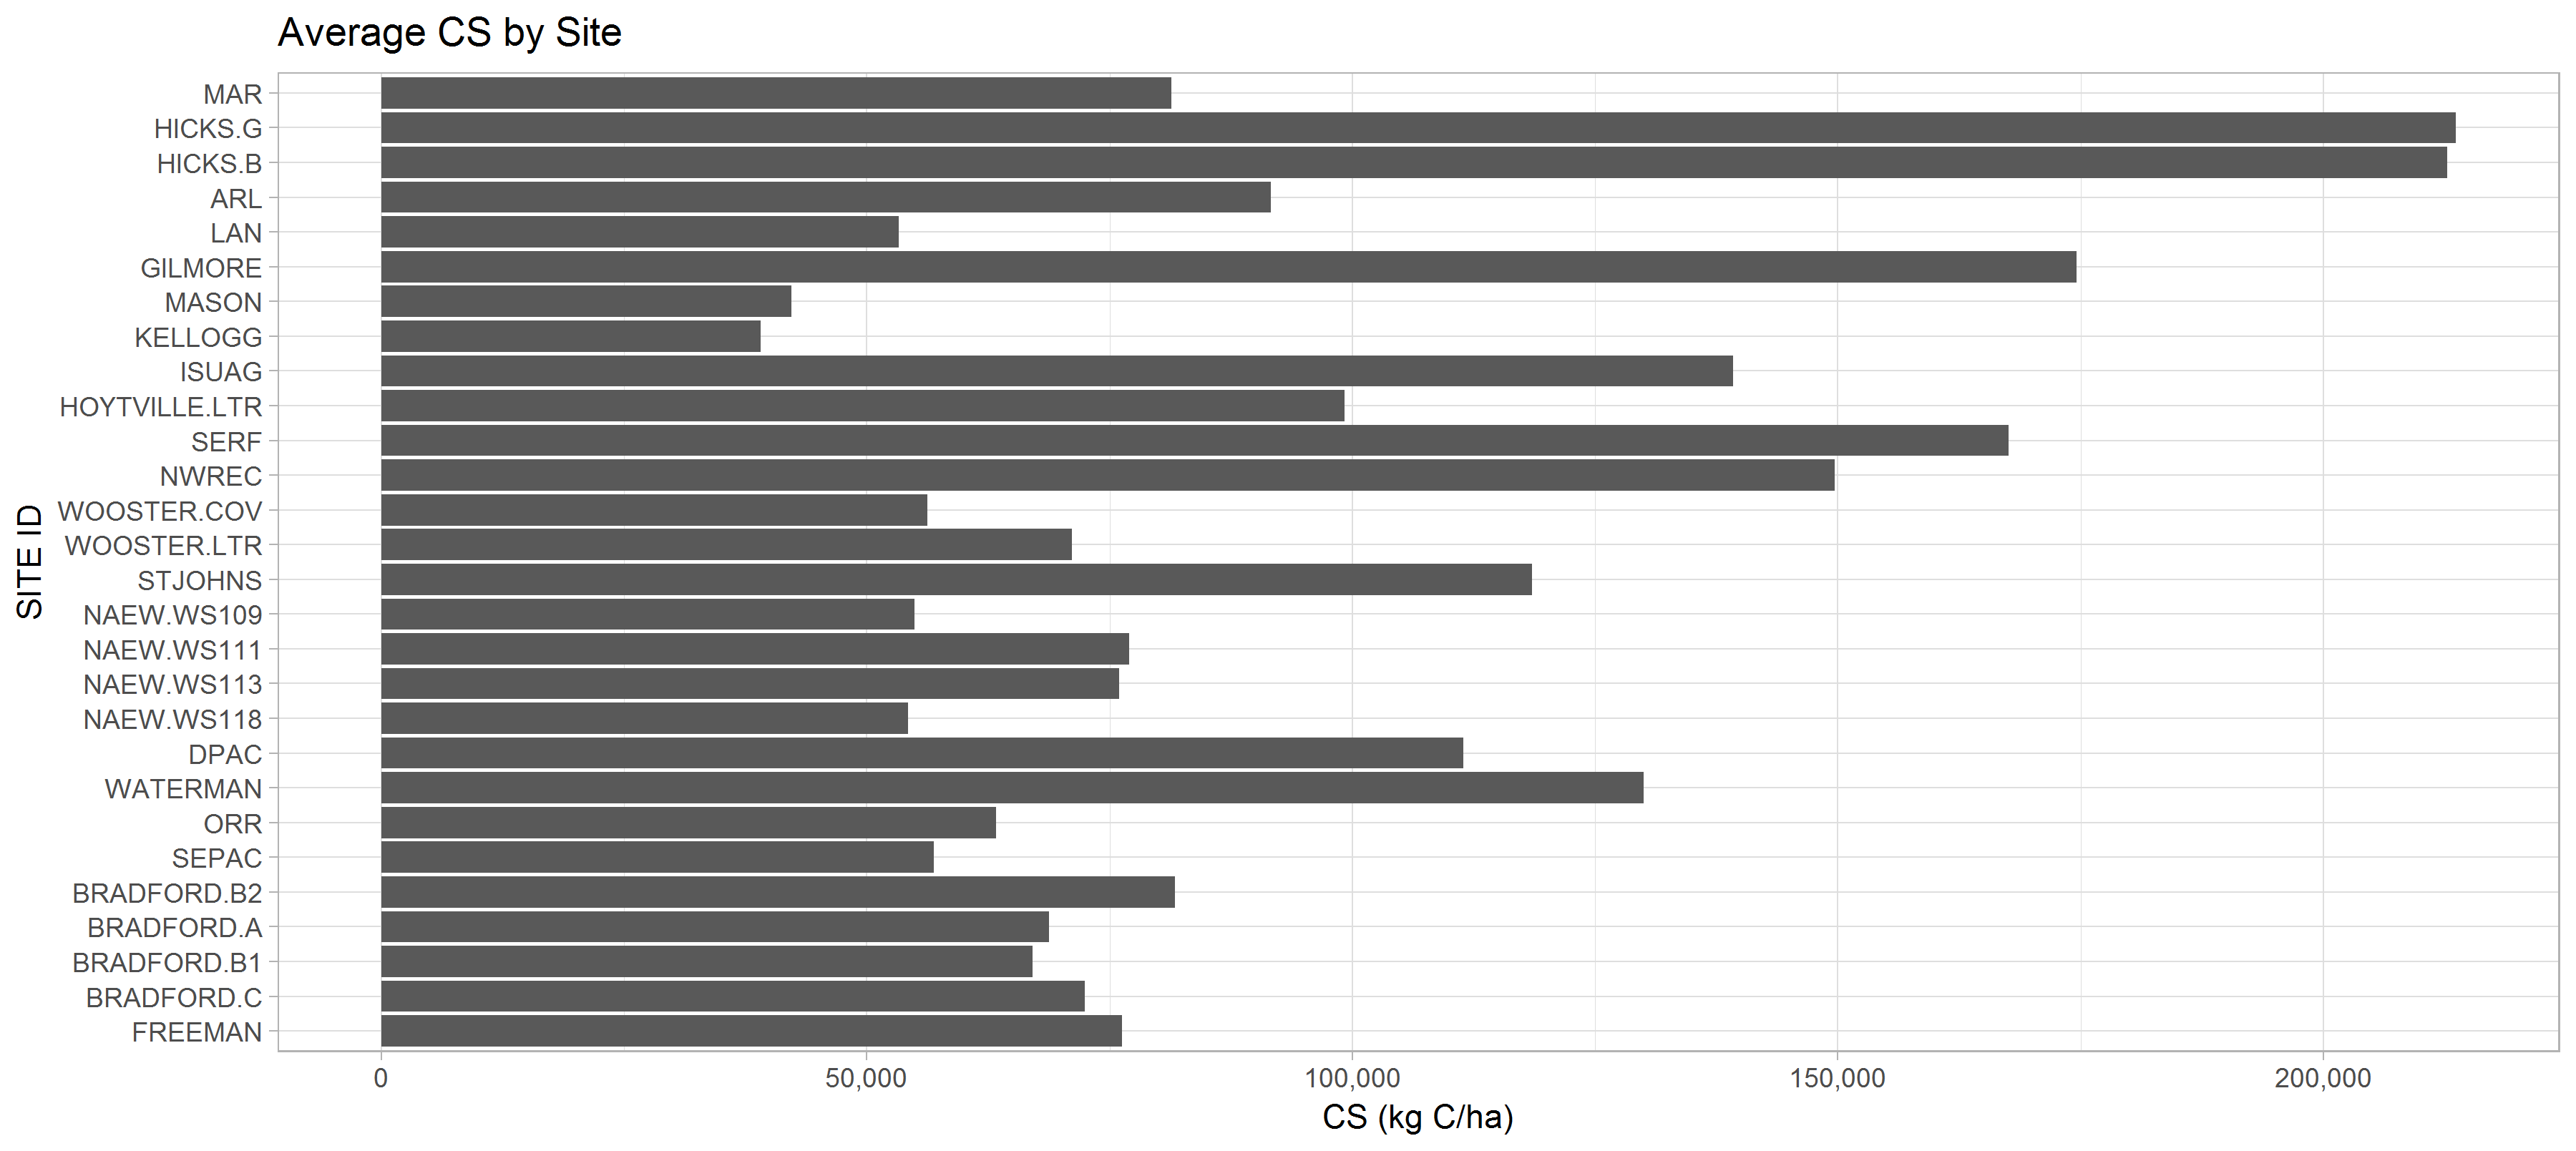 Average CS by Site
MAR
HICKS.G
HICKS.B
ARL
LAN
GILMORE
MASON
KELLOGG
ISUAG
HOYTVILLE.LTR
SERF
NWREC
WOOSTER.COV
WOOSTER.LTR
STJOHNS
NAEW.WS109
NAEW.WS111
NAEW.WS113
NAEW.WS118
DPAC
WATERMAN
ORR
SEPAC
BRADFORD.B2
BRADFORD.A
BRADFORD.B1
BRADFORD.C
FREEMAN
SITE ID
0 50,000 100,000 150,000 200,000
CS (kg C/ha)